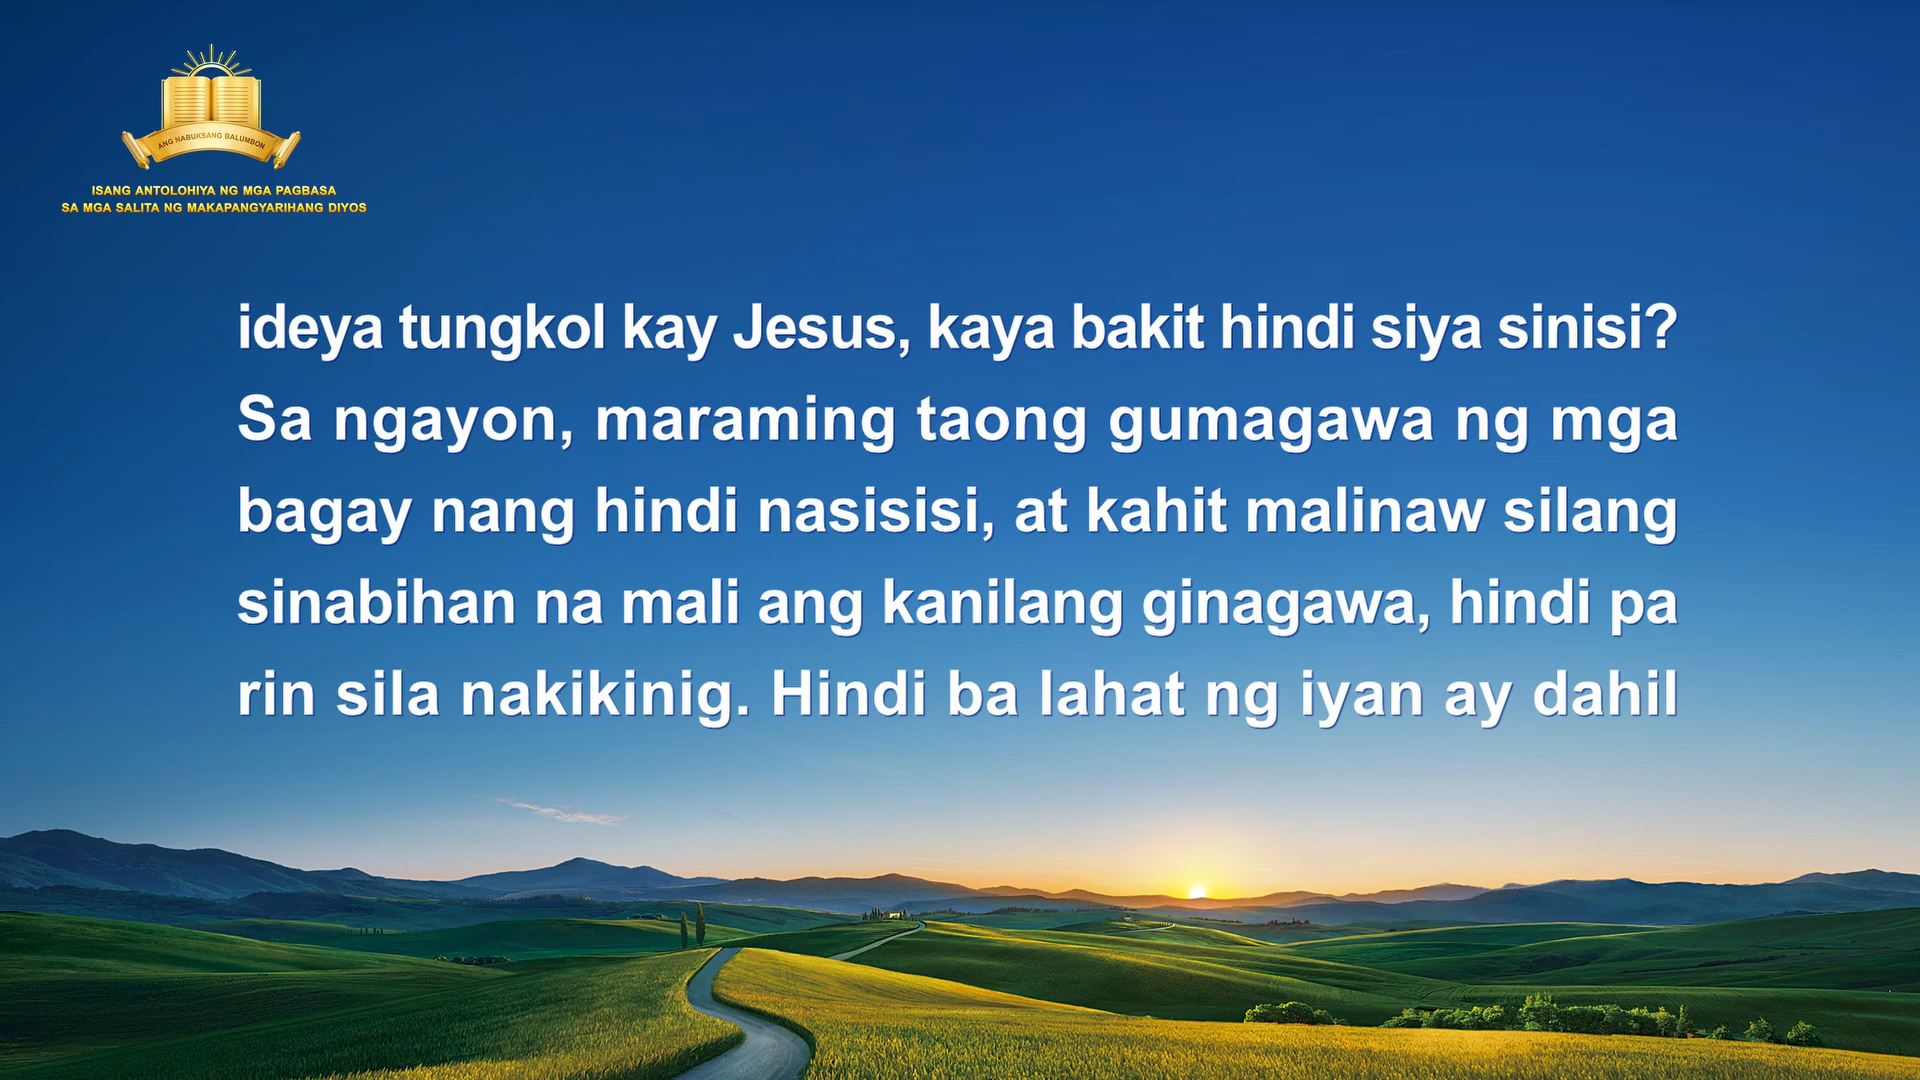 ANG NABUKSANG BALUMBON
ISANG ANTOLOHIYA NG MGA PAGBASA
SA MGA SALITA NG MAKAPANGYARIHANG DIYOS
ideya tungkol kay Jesus, kaya bakit hindi siya sinisi?
Sa ngayon, maraming taong gumagawa ng mga
bagay nang hindi nasisisi, at kahit malinaw silang
sinabihan na mali ang kanilang ginagawa, hindi pa
rin sila nakikinig. Hindi ba lahat ng iyan ay dahil